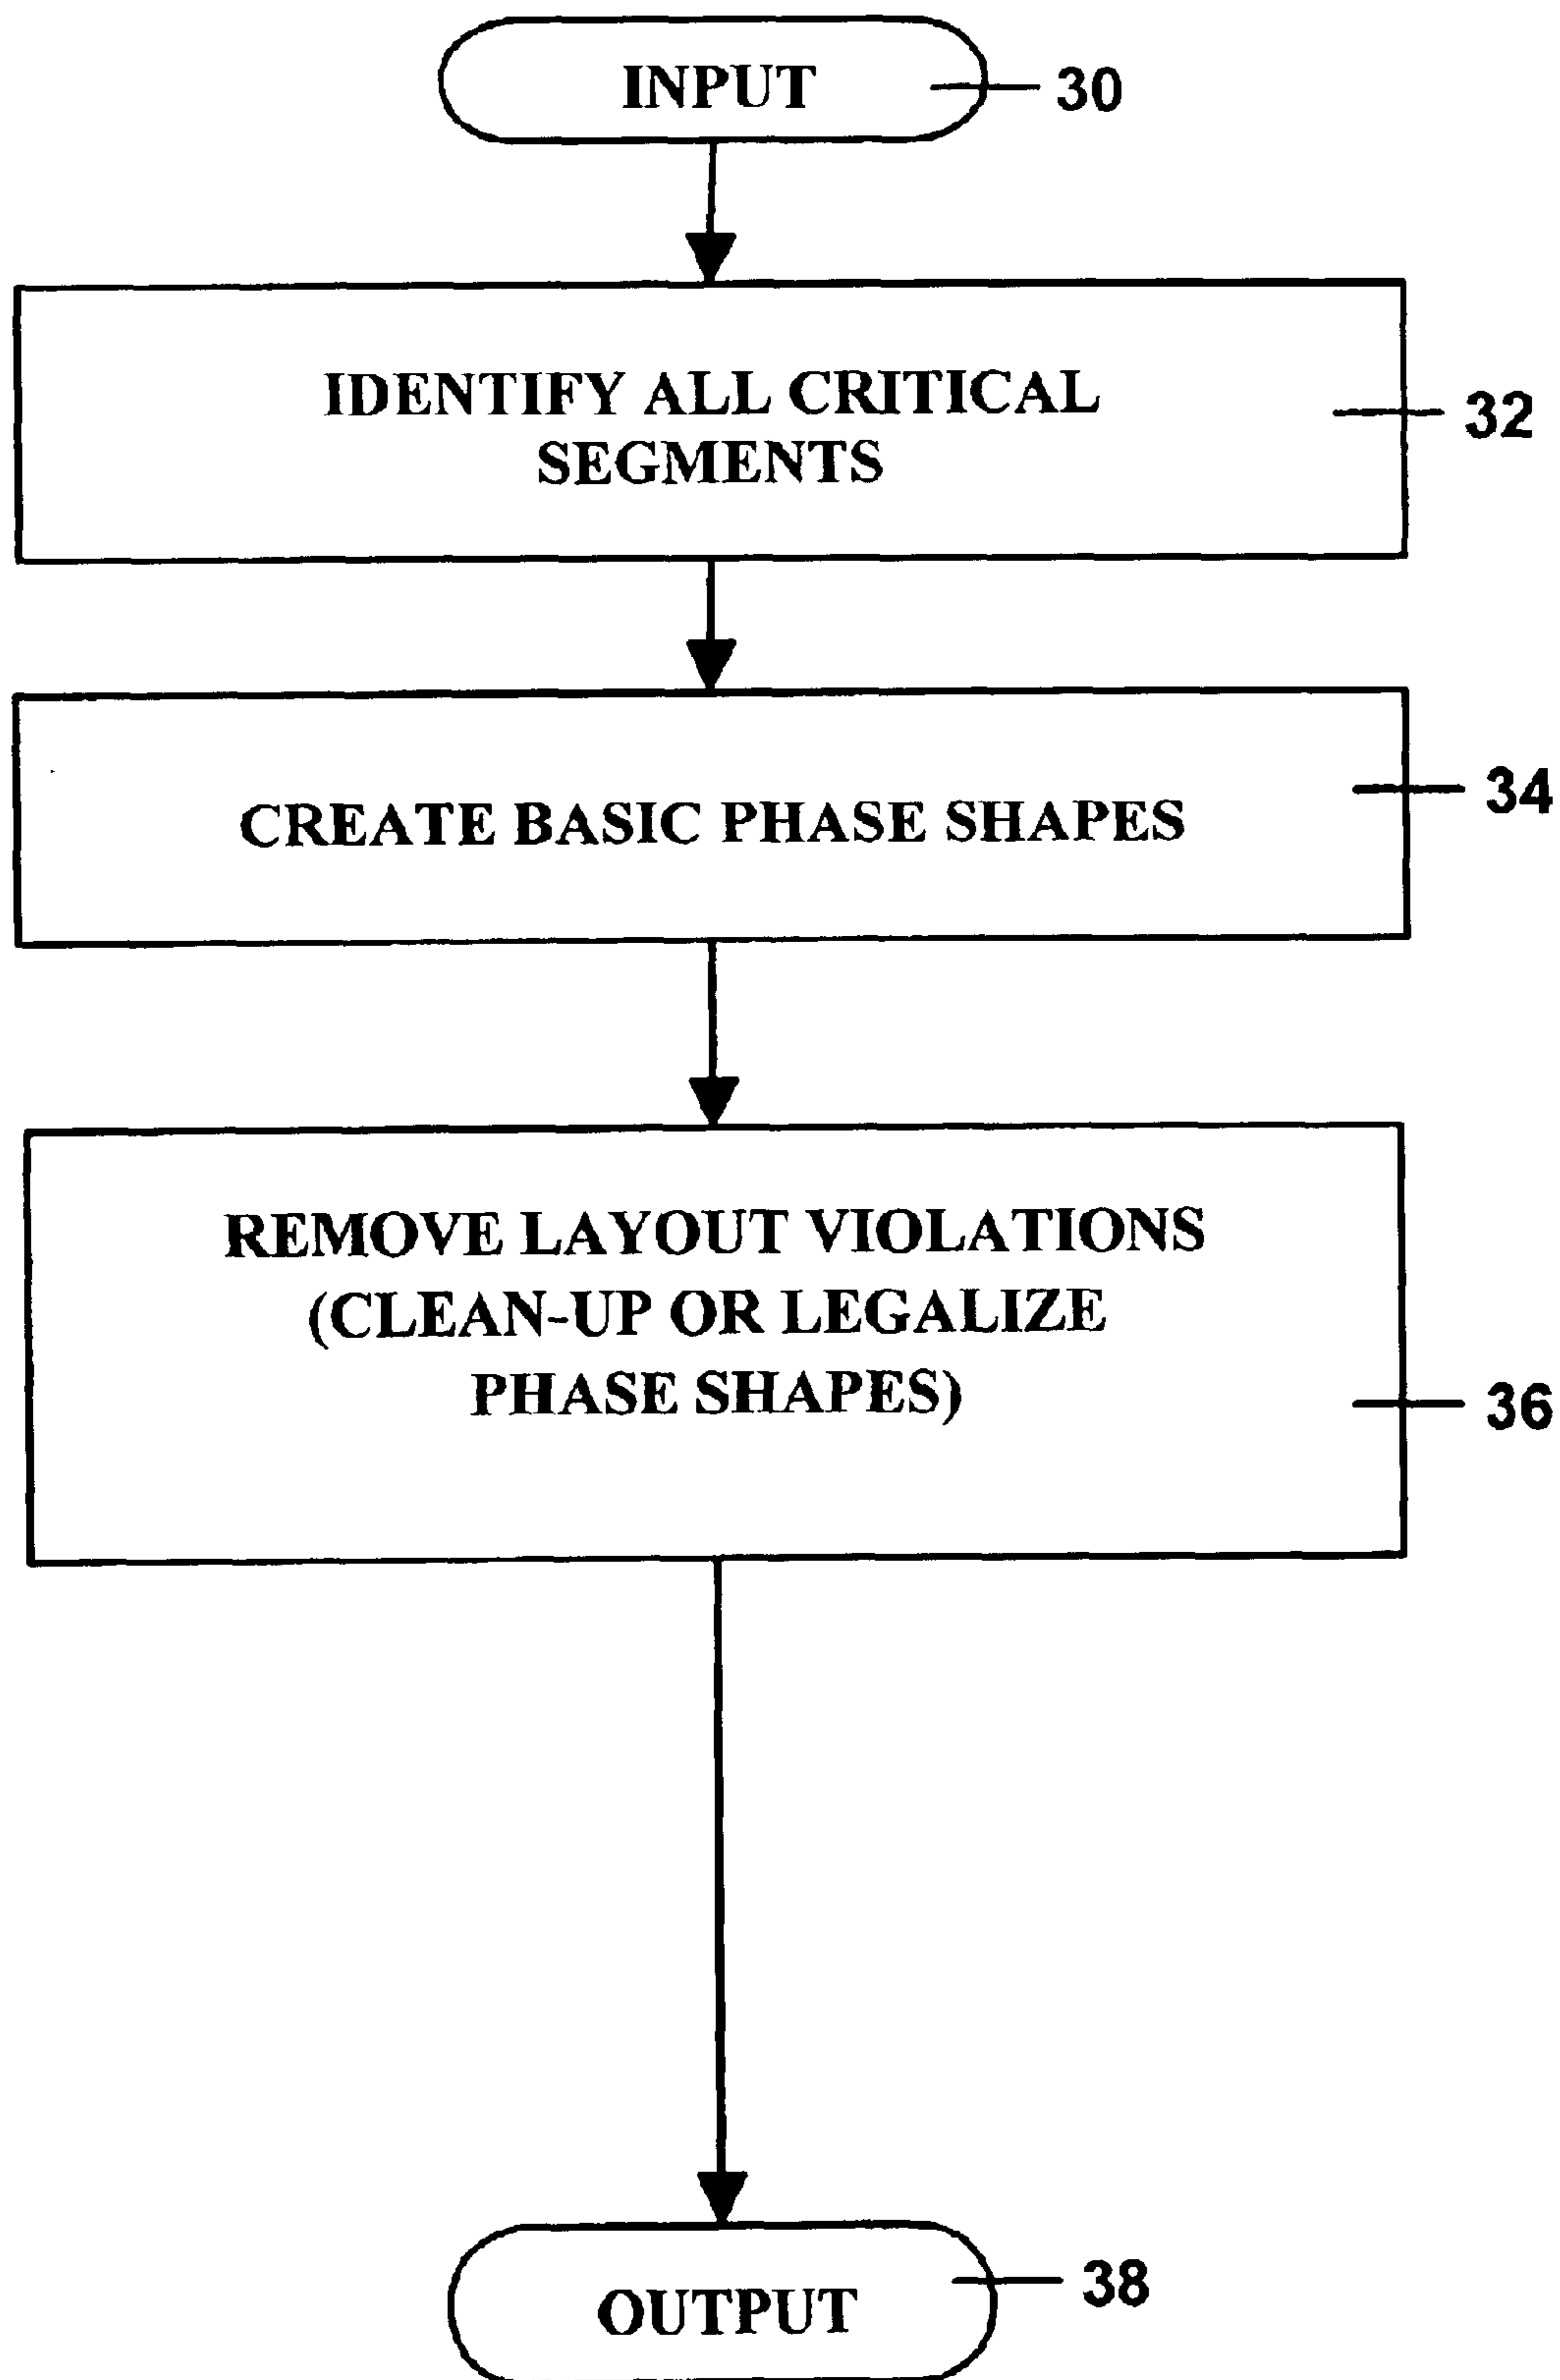 INPUT
30
IDENTIFY ALL CRITICAL
SEGMENTS
32
CREATE BASIC PHASE SHAPES
34
REMOVE LAYOUT VIOLATIONS
(CLEAN-UP OR LEGALIZE
PHASE SHAPES)
36
OUTPUT
38